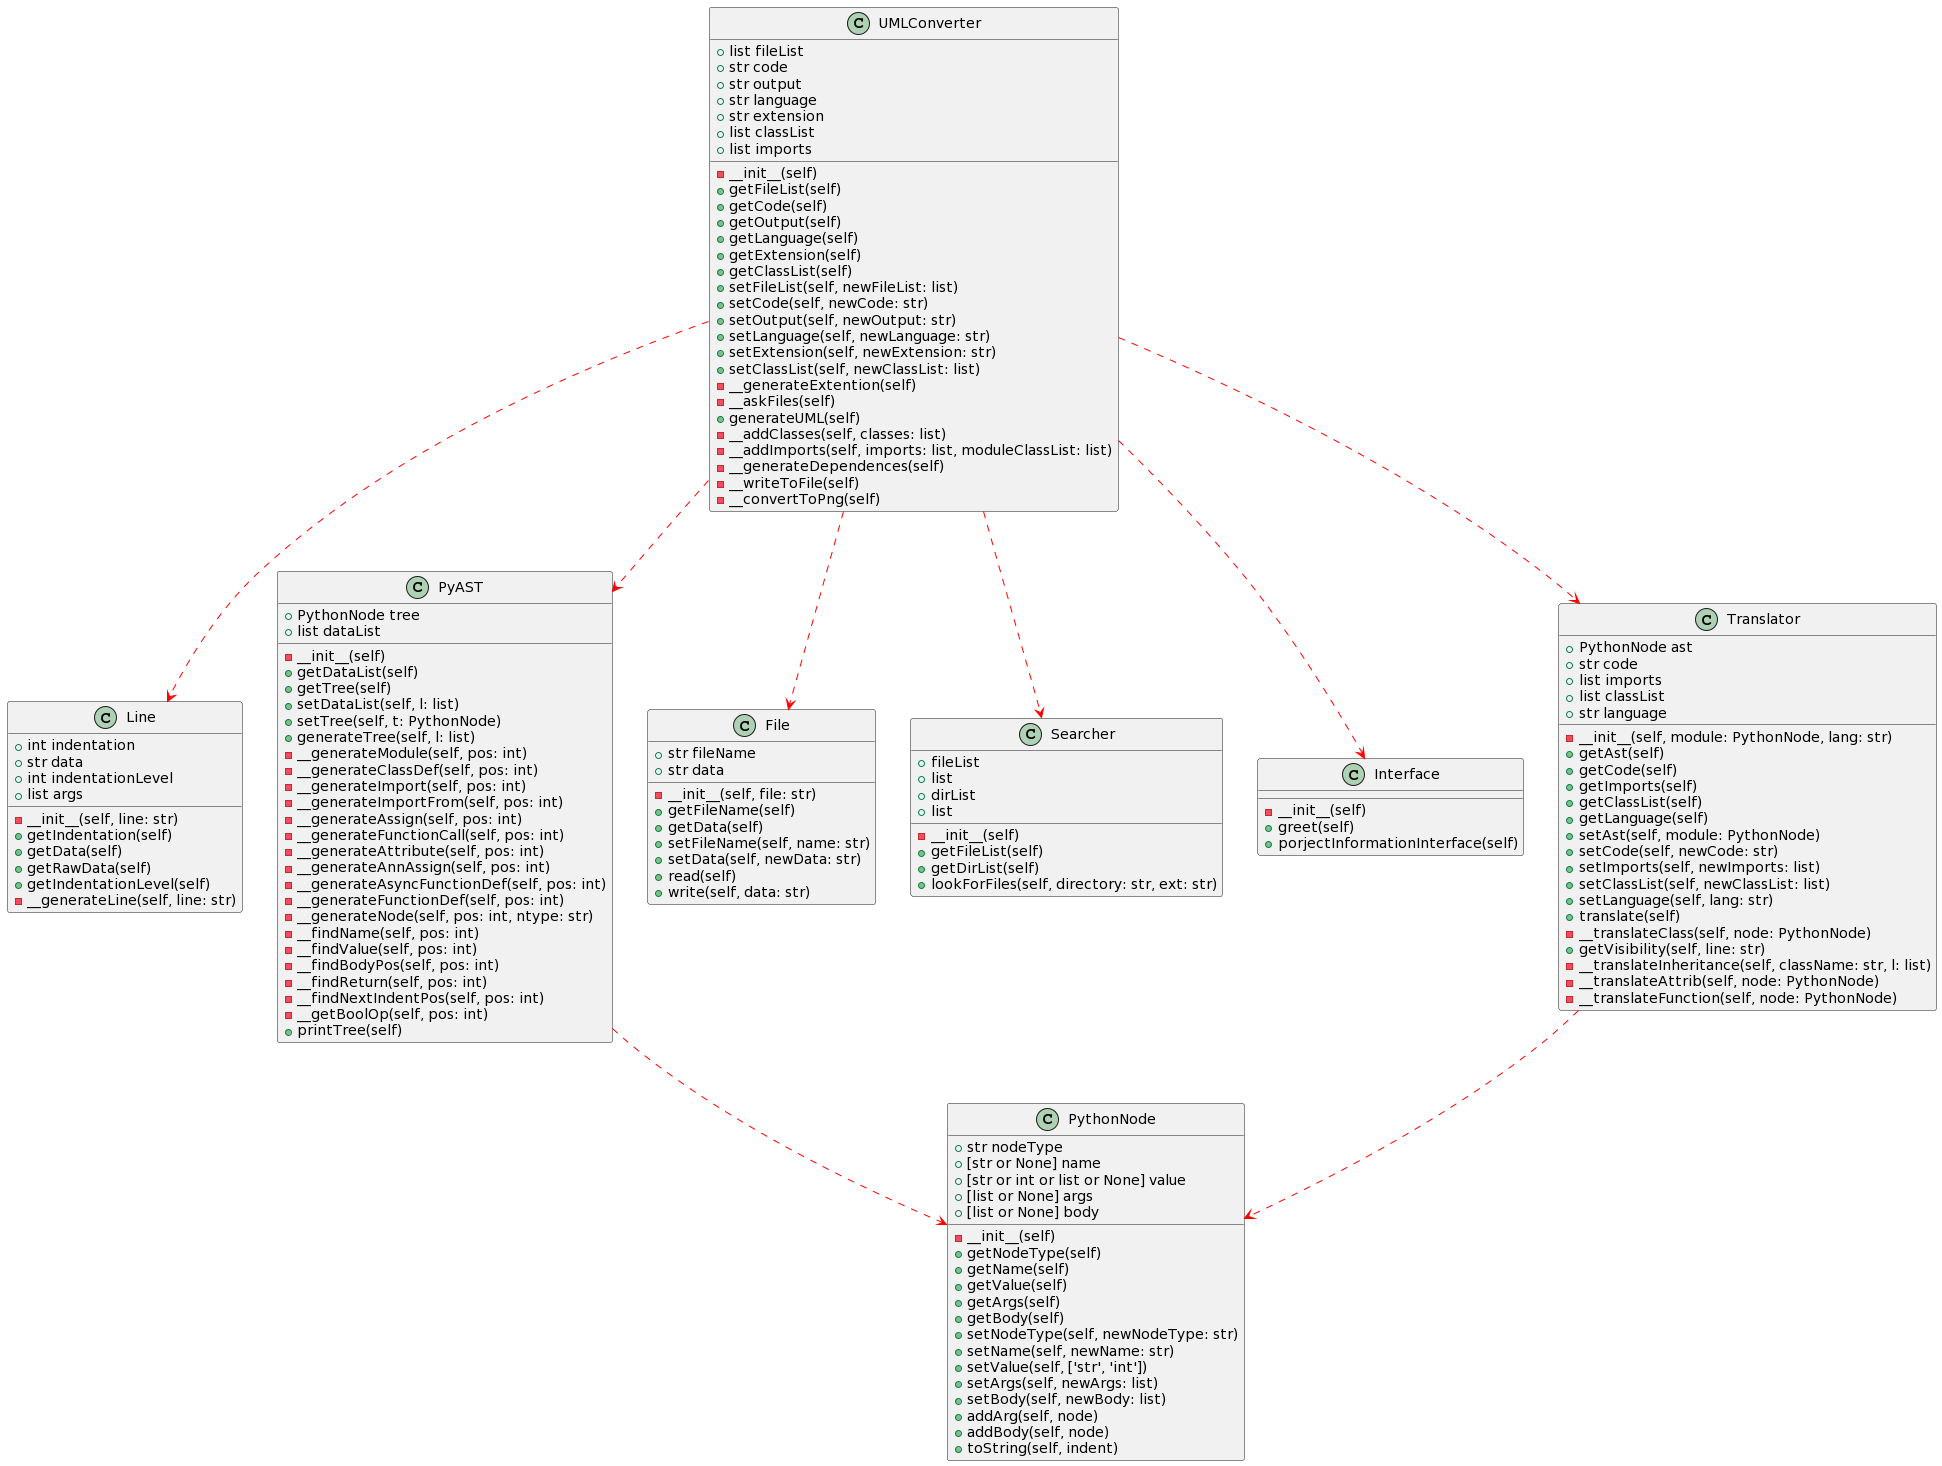 C UMLConverter
list fileList
str code
str output
str language
str extension
list classList
list imports
__init__(self)
getFileList(self)
getCode(self)
getOutput(self)
getLanguage(self)
getExtension(self)
getClassList(self)
setFileList(self, newFileList: list)
setCode(self, newCode: str)
setOutput(self, newOutput: str)
setLanguage(self, newLanguage: str)
setExtension(self, newExtension: str)
setClassList(self, newClassList: list)
__generateExtention(self)
__askFiles(self)
generateUML(self)
__addClasses(self, classes: list)
__addImports(self, imports: list, moduleClassList: list)
__generateDependences(self)
__writeToFile(self)
__convertToPng(self)
C Line
int indentation
str data
int indentationLevel
list args
__init__(self, line: str)
getIndentation(self)
getData(self)
getRawData(self)
getIndentationLevel(self)
__generateLine(self, line: str)
C PyAST
PythonNode tree
list dataList
__init__(self)
getDataList(self)
getTree(self)
setDataList(self, l: list)
setTree(self, t: PythonNode)
generateTree(self, l: list)
__generateModule(self, pos: int)
__generateClassDef(self, pos: int)
__generateImport(self, pos: int)
__generateImportFrom(self, pos: int)
__generateAssign(self, pos: int)
__generateFunctionCall(self, pos: int)
__generateAttribute(self, pos: int)
__generateAnnAssign(self, pos: int)
__generateAsyncFunctionDef(self, pos: int)
__generateFunctionDef(self, pos: int)
__generateNode(self, pos: int, ntype: str)
__findName(self, pos: int)
__findValue(self, pos: int)
__findBodyPos(self, pos: int)
__findReturn(self, pos: int)
__findNextIndentPos(self, pos: int)
__getBoolOp(self, pos: int)
printTree(self)
C File
str fileName
str data
__init__(self, file: str)
getFileName(self)
getData(self)
setFileName(self, name: str)
setData(self, newData: str)
read(self)
write(self, data: str)
C Searcher
fileList
list
dirList
list
__init__(self)
getFileList(self)
getDirList(self)
lookForFiles(self, directory: str, ext: str)
C Interface
__init__(self)
greet(self)
porjectInformationInterface(self)
C Translator
PythonNode ast
str code
list imports
list classList
str language
__init__(self, module: PythonNode, lang: str)
getAst(self)
getCode(self)
getImports(self)
getClassList(self)
getLanguage(self)
setAst(self, module: PythonNode)
setCode(self, newCode: str)
setImports(self, newImports: list)
setClassList(self, newClassList: list)
setLanguage(self, lang: str)
translate(self)
__translateClass(self, node: PythonNode)
getVisibility(self, line: str)
__translateInheritance(self, className: str, l: list)
__translateAttrib(self, node: PythonNode)
__translateFunction(self, node: PythonNode)
C PythonNode
str nodeType
[str or None] name
[str or int or list or None] value
[list or None] args
[list or None] body
__init__(self)
getNodeType(self)
getName(self)
getValue(self)
getArgs(self)
getBody(self)
setNodeType(self, newNodeType: str)
setName(self, newName: str)
setValue(self, ['str', 'int'])
setArgs(self, newArgs: list)
setBody(self, newBody: list)
addArg(self, node)
addBody(self, node)
toString(self, indent)